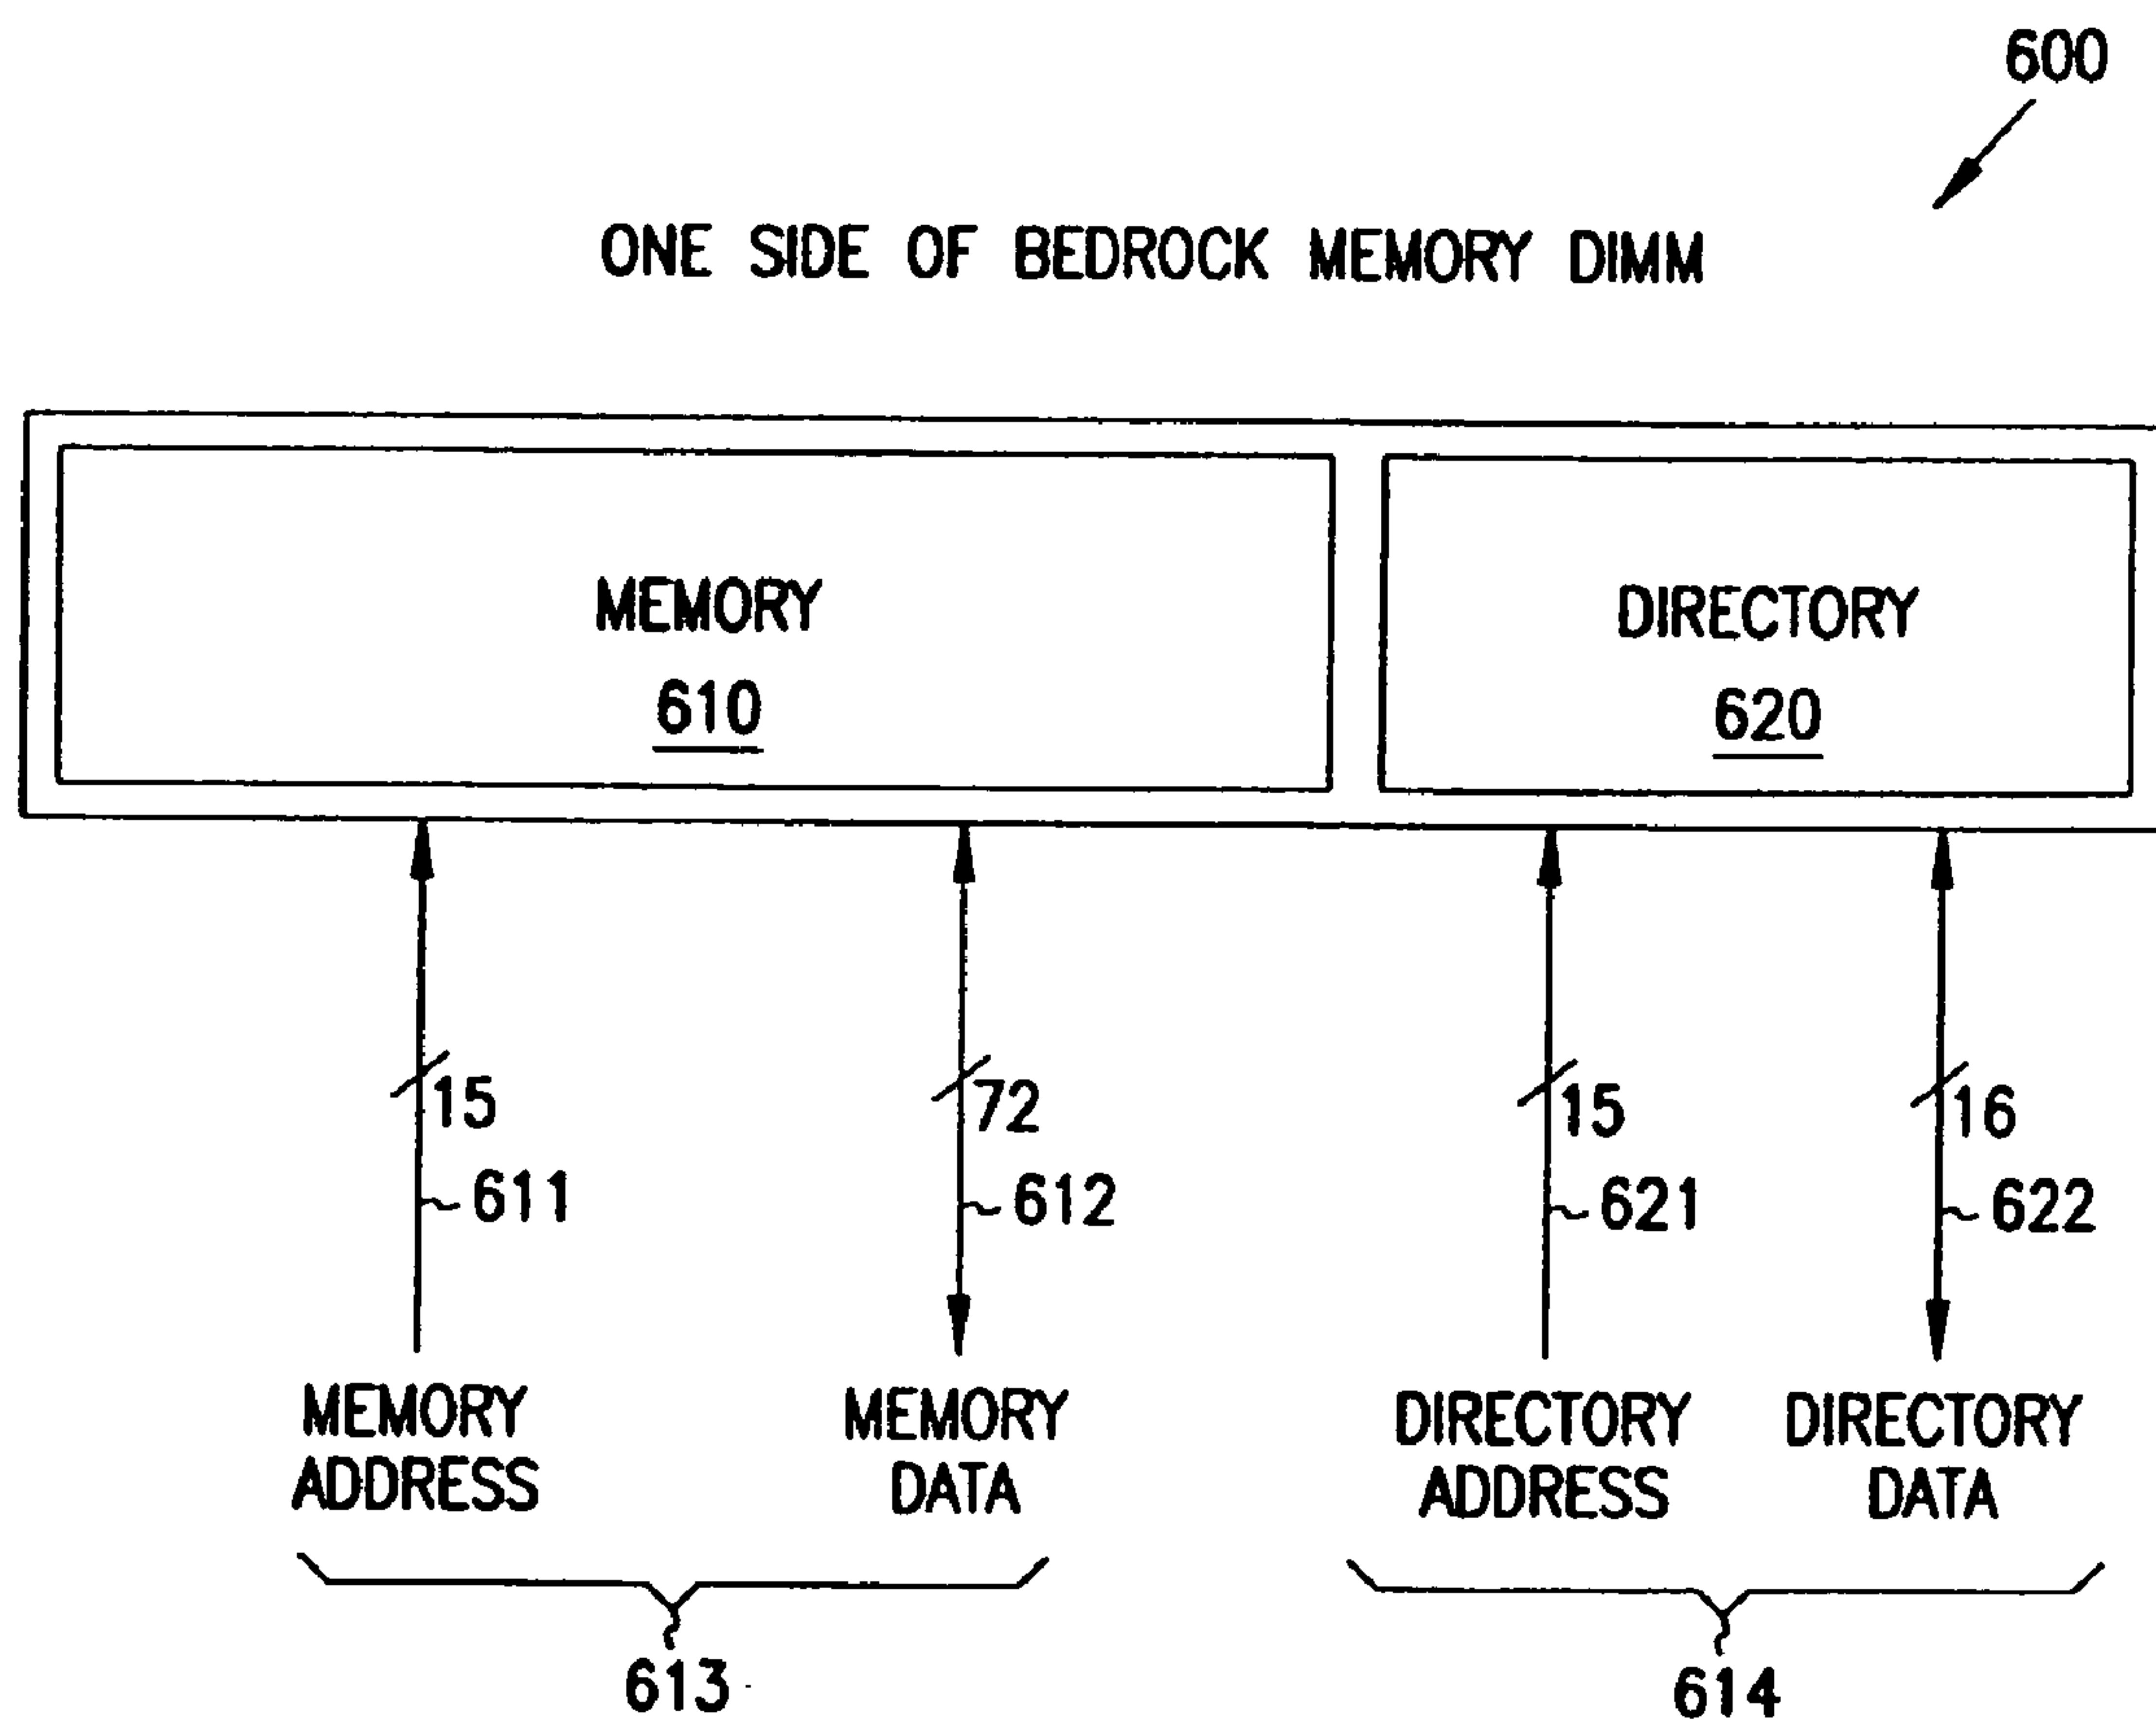 600
ONE SIDE OF BEDROCK MEMORY DIMM
MEMORY
610
DIRECTORY
620
15
72
15
16
611
612
621
622
MEMORY
ADDRESS
MEMORY
DATA
DIRECTORY
ADDRESS
DIRECTORY
DATA
613
614